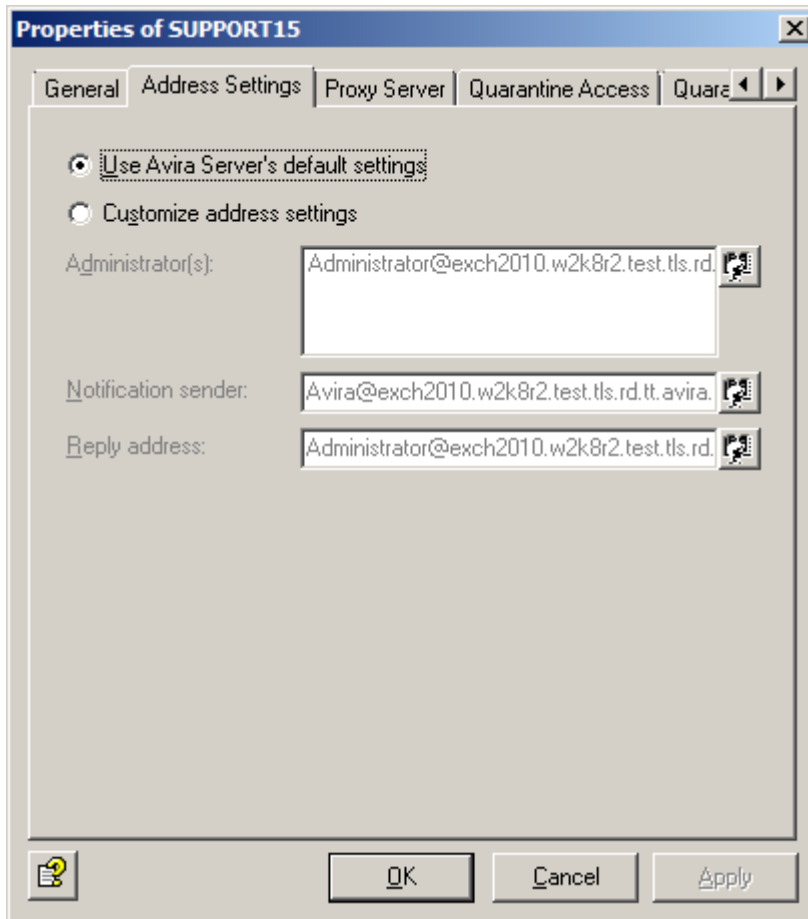 Properties of SUPPORT15
General Address Settings Proxy Server Quarantine Access Quara
Use Avira Server's default settings
Customize address settings
Administrator(s): Administrator@exch2010.w2k8r2.test.tls.rd.
Notification sender: Avira@exch2010.w2k8r2.test.tls.rd.tt.avira.
Reply address: Administrator@exch2010.w2k8r2.test.tls.rd.
OK Cancel Apply